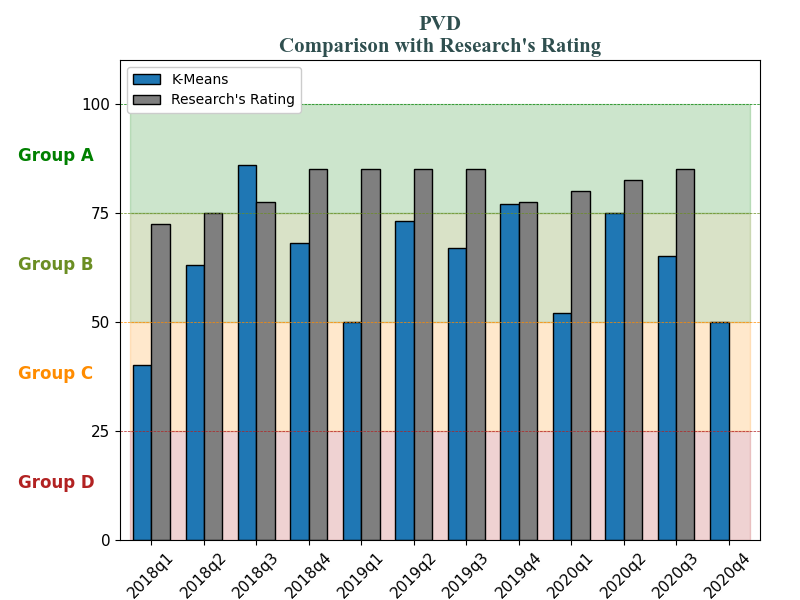 PVD
Comparison with Research's Rating
K-Means
Research's Rating
100
Group A
75
Group B
50
Group C
25
Group D
0
2018q1 2018q2 2018q3 2018q4 2019q1 2019q2 2019q3 2019q4 2020q1 2020q2 2020q3 2020q4